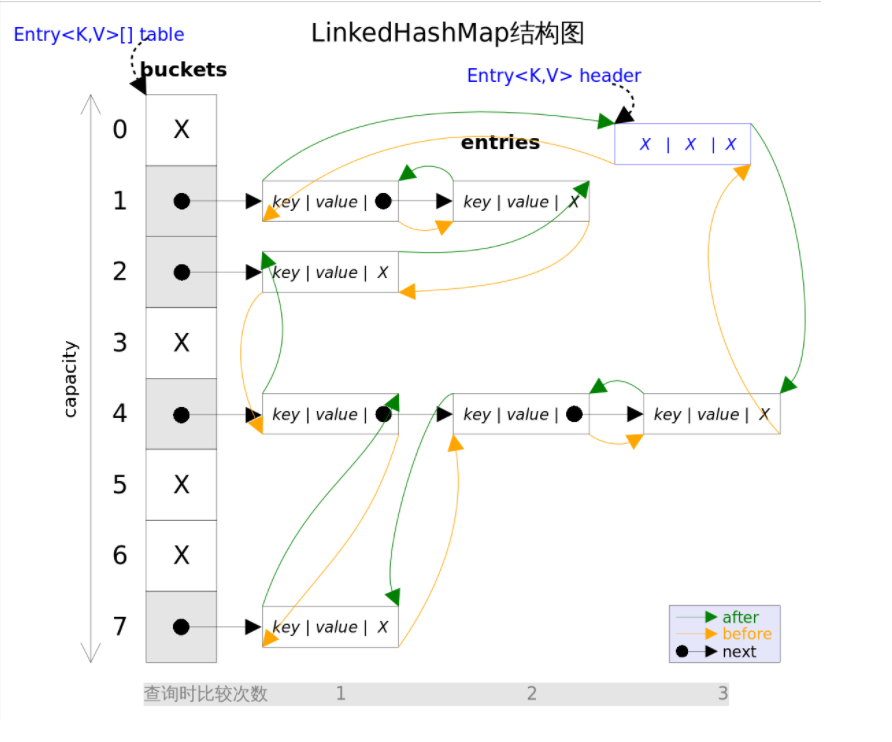 LinkedHashMap结构图
Entry<K,V>[] table
buckets
Entry<K,V> header
entries
0 X
X | X | X
1 key | value | key | value | X
2 key | value | X
3 X
capacity
4 key | value | key | value | key | value | X
5 X
6 X
7 key | value | X
after
before
next
查询时比较次数 1 2 3